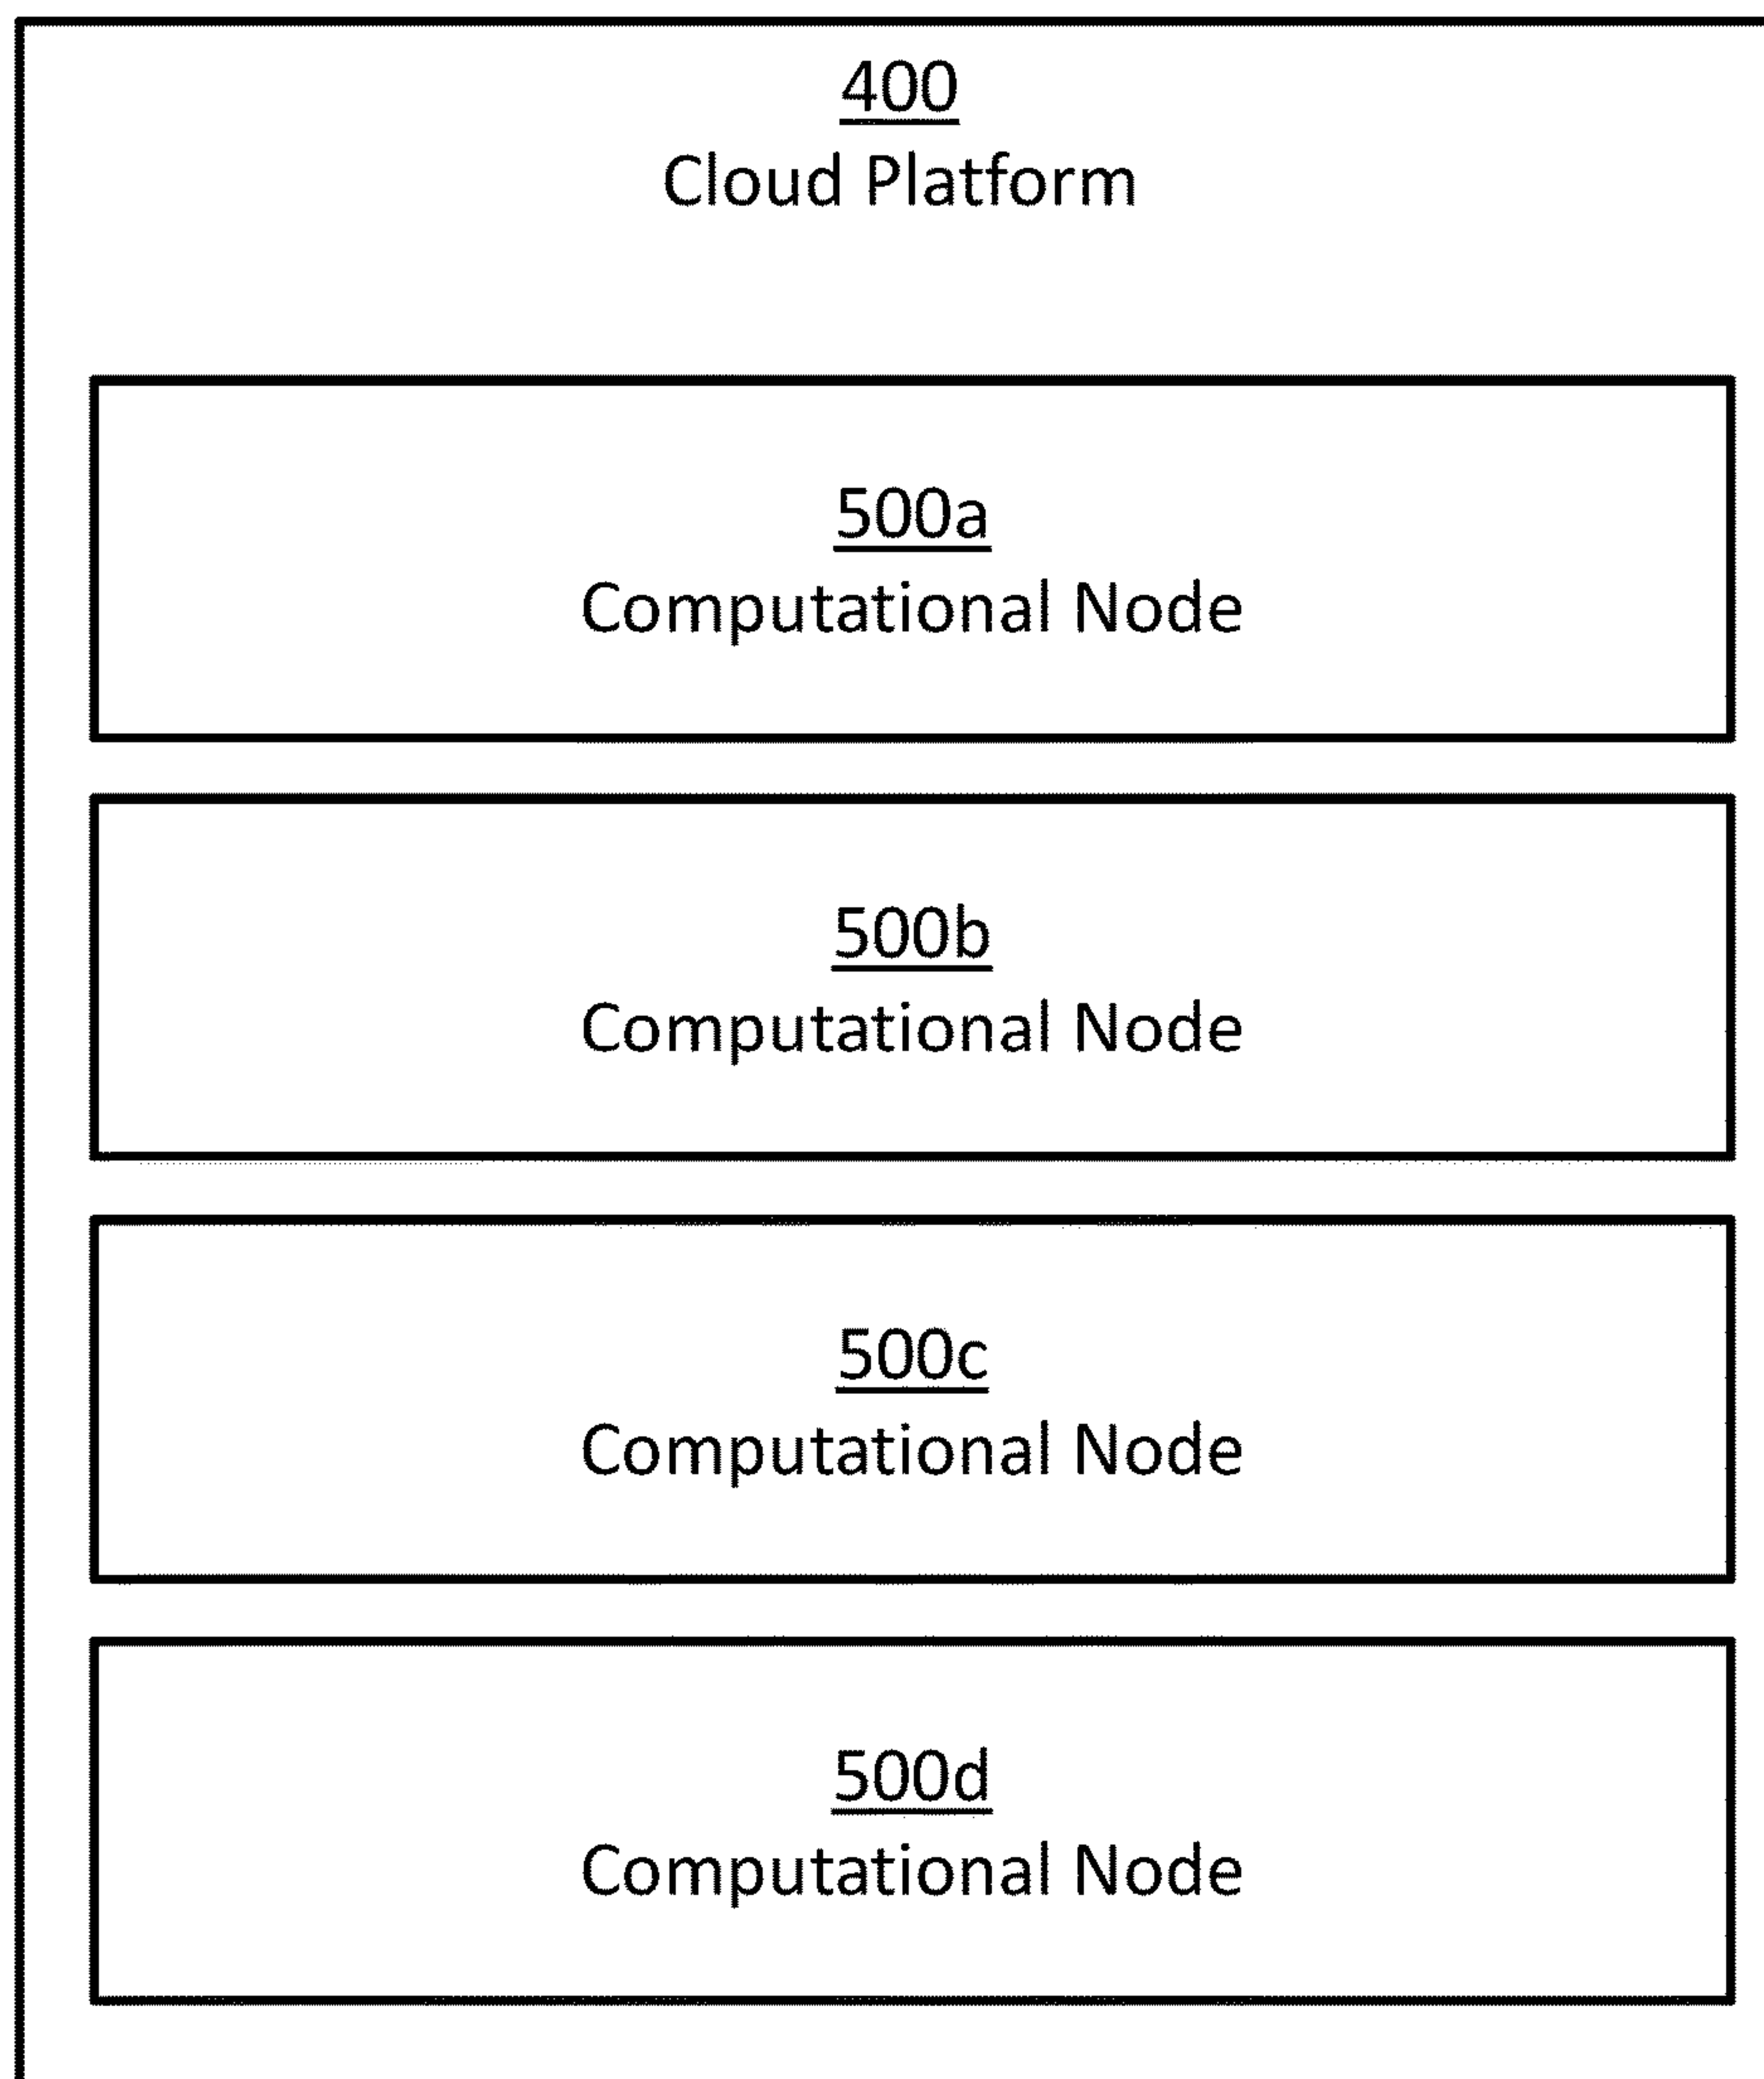 400
Cloud Platform
500a
Computational Node
500b
Computational Node
500c
Computational Node
500d
Computational Node